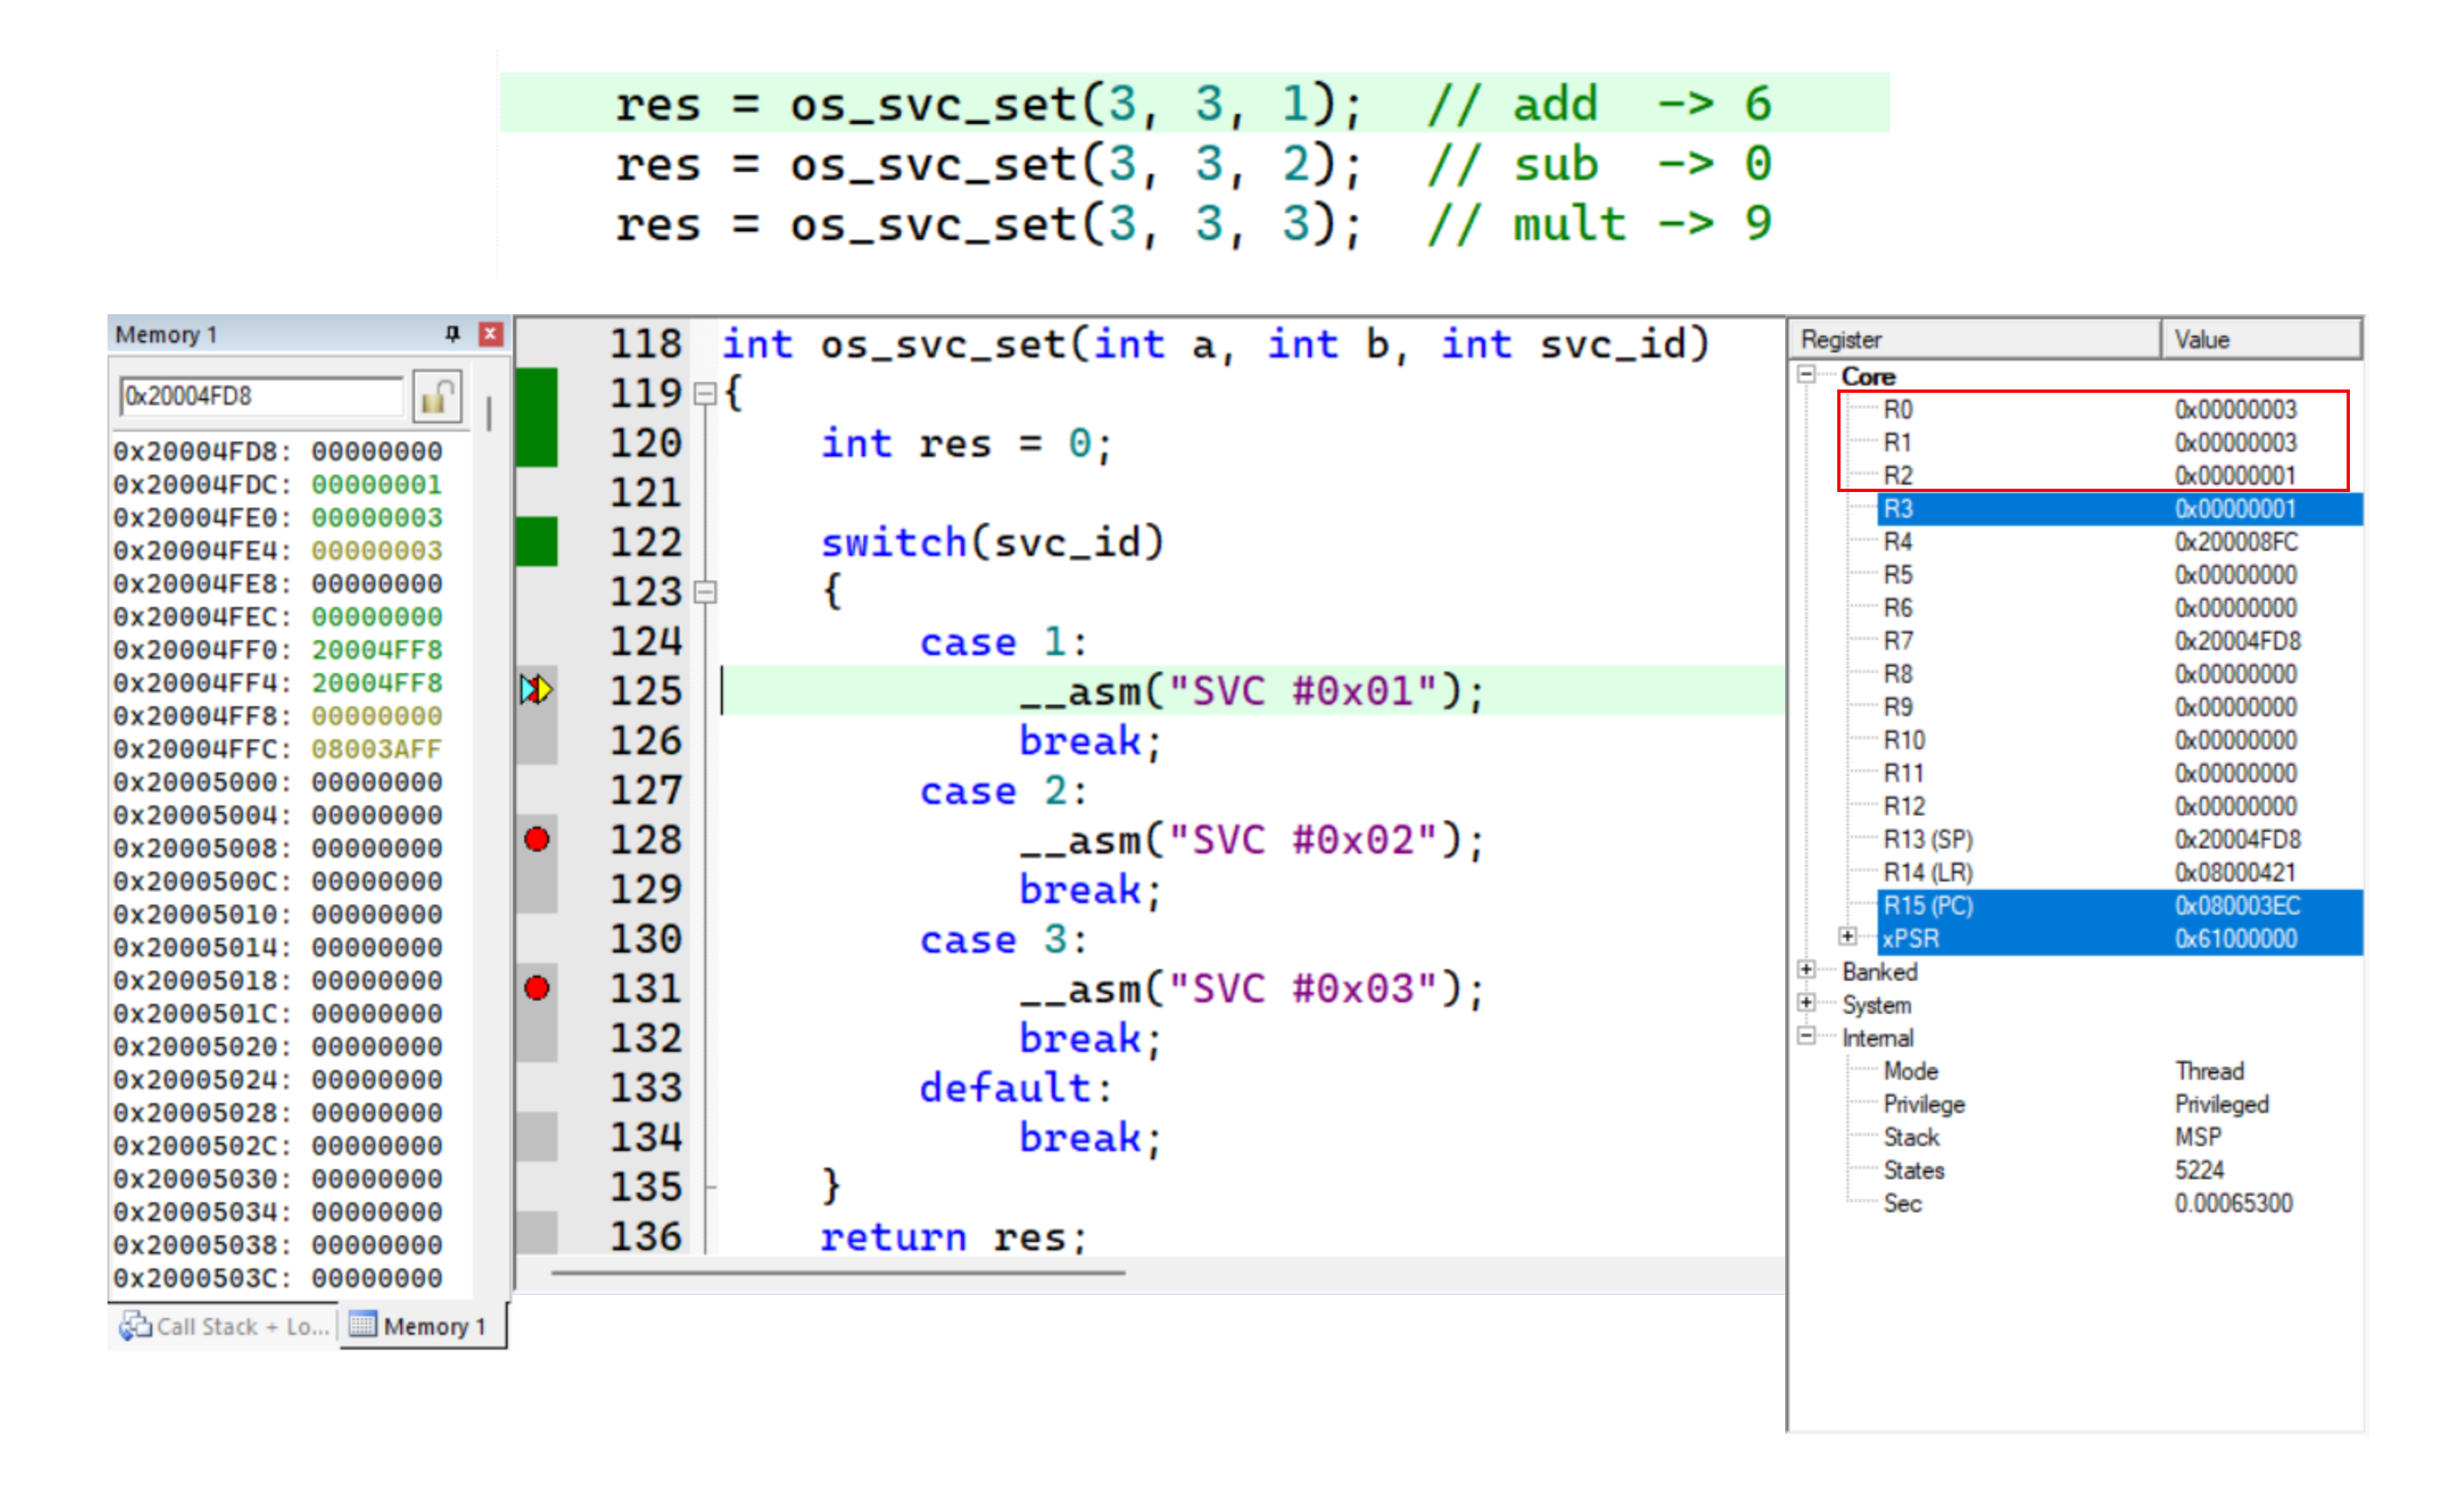 res = os_svc_set(3, 3, 1);  // add  -> 6
res = os_svc_set(3, 3, 2);  // sub  -> 0
res = os_svc_set(3, 3, 3);  // mult -> 9
Memory 1
0x20004FD8
0x20004FD8: 00000000
0x20004FDC: 00000001
0x20004FE0: 00000003
0x20004FE4: 00000003
0x20004FE8: 00000000
0x20004FEC: 00000000
0x20004FF0: 20004FF8
0x20004FF4: 20004FF8
0x20004FF8: 00000000
0x20004FFC: 08003AFF
0x20005000: 00000000
0x20005004: 00000000
0x20005008: 00000000
0x2000500C: 00000000
0x20005010: 00000000
0x20005014: 00000000
0x20005018: 00000000
0x2000501C: 00000000
0x20005020: 00000000
0x20005024: 00000000
0x20005028: 00000000
0x2000502C: 00000000
0x20005030: 00000000
0x20005034: 00000000
0x20005038: 00000000
0x2000503C: 00000000
Call Stack + Lo... Memory 1
118 int os_svc_set(int a, int b, int svc_id)
119 {
120     int res = 0;
121
122     switch(svc_id)
123     {
124         case 1:
125             __asm("SVC #0x01");
126             break;
127         case 2:
128             __asm("SVC #0x02");
129             break;
130         case 3:
131             __asm("SVC #0x03");
132             break;
133         default:
134             break;
135     }
136     return res;
Register Value
Core
R0 0x00000003
R1 0x00000003
R2 0x00000001
R3 0x00000001
R4 0x200008FC
R5 0x00000000
R6 0x00000000
R7 0x20004FD8
R8 0x00000000
R9 0x00000000
R10 0x00000000
R11 0x00000000
R12 0x00000000
R13 (SP) 0x20004FD8
R14 (LR) 0x08000421
R15 (PC) 0x080003EC
xPSR 0x61000000
Banked
System
Internal
Mode Thread
Privilege Privileged
Stack MSP
States 5224
Sec 0.00065300